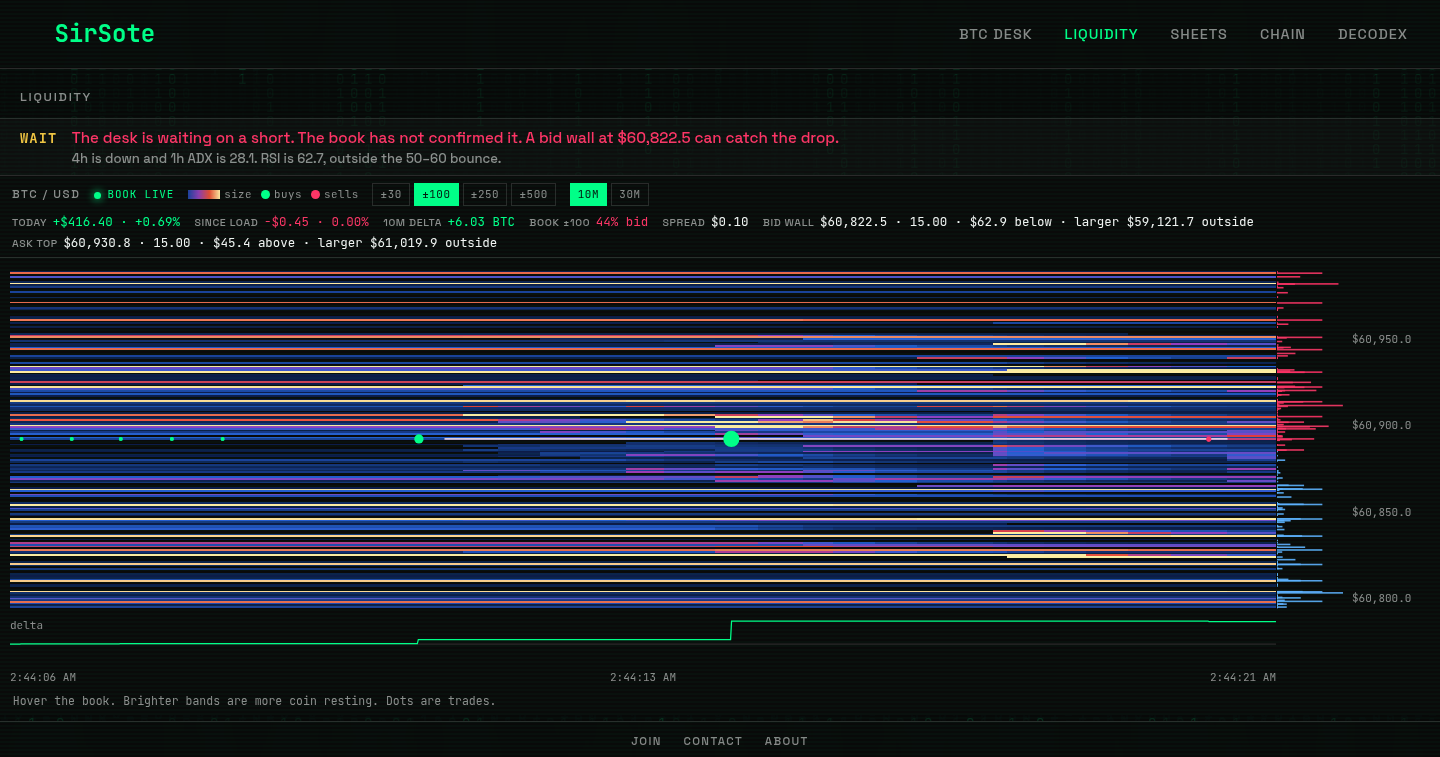 SirSote
BTC DESK LIQUIDITY SHEETS CHAIN DECODEX
LIQUIDITY
WAIT The desk is waiting on a short. The book has not confirmed it. A bid wall at $60,822.5 can catch the drop.
4h is down and 1h ADX is 28.1. RSI is 62.7, outside the 50–60 bounce.
BTC / USD BOOK LIVE size buys sells ±30 ±100 ±250 ±500 10M 30M
TODAY +$416.40 · +0.69% SINCE LOAD -$0.45 · 0.00% 10M DELTA +6.03 BTC BOOK ±100 44% bid SPREAD $0.10 BID WALL $60,822.5 · 15.00 · $62.9 below · larger $59,121.7 outside
ASK TOP $60,930.8 · 15.00 · $45.4 above · larger $61,019.9 outside
$60,950.0
$60,900.0
$60,850.0
$60,800.0
delta
2:44:06 AM 2:44:13 AM 2:44:21 AM
Hover the book. Brighter bands are more coin resting. Dots are trades.
JOIN CONTACT ABOUT